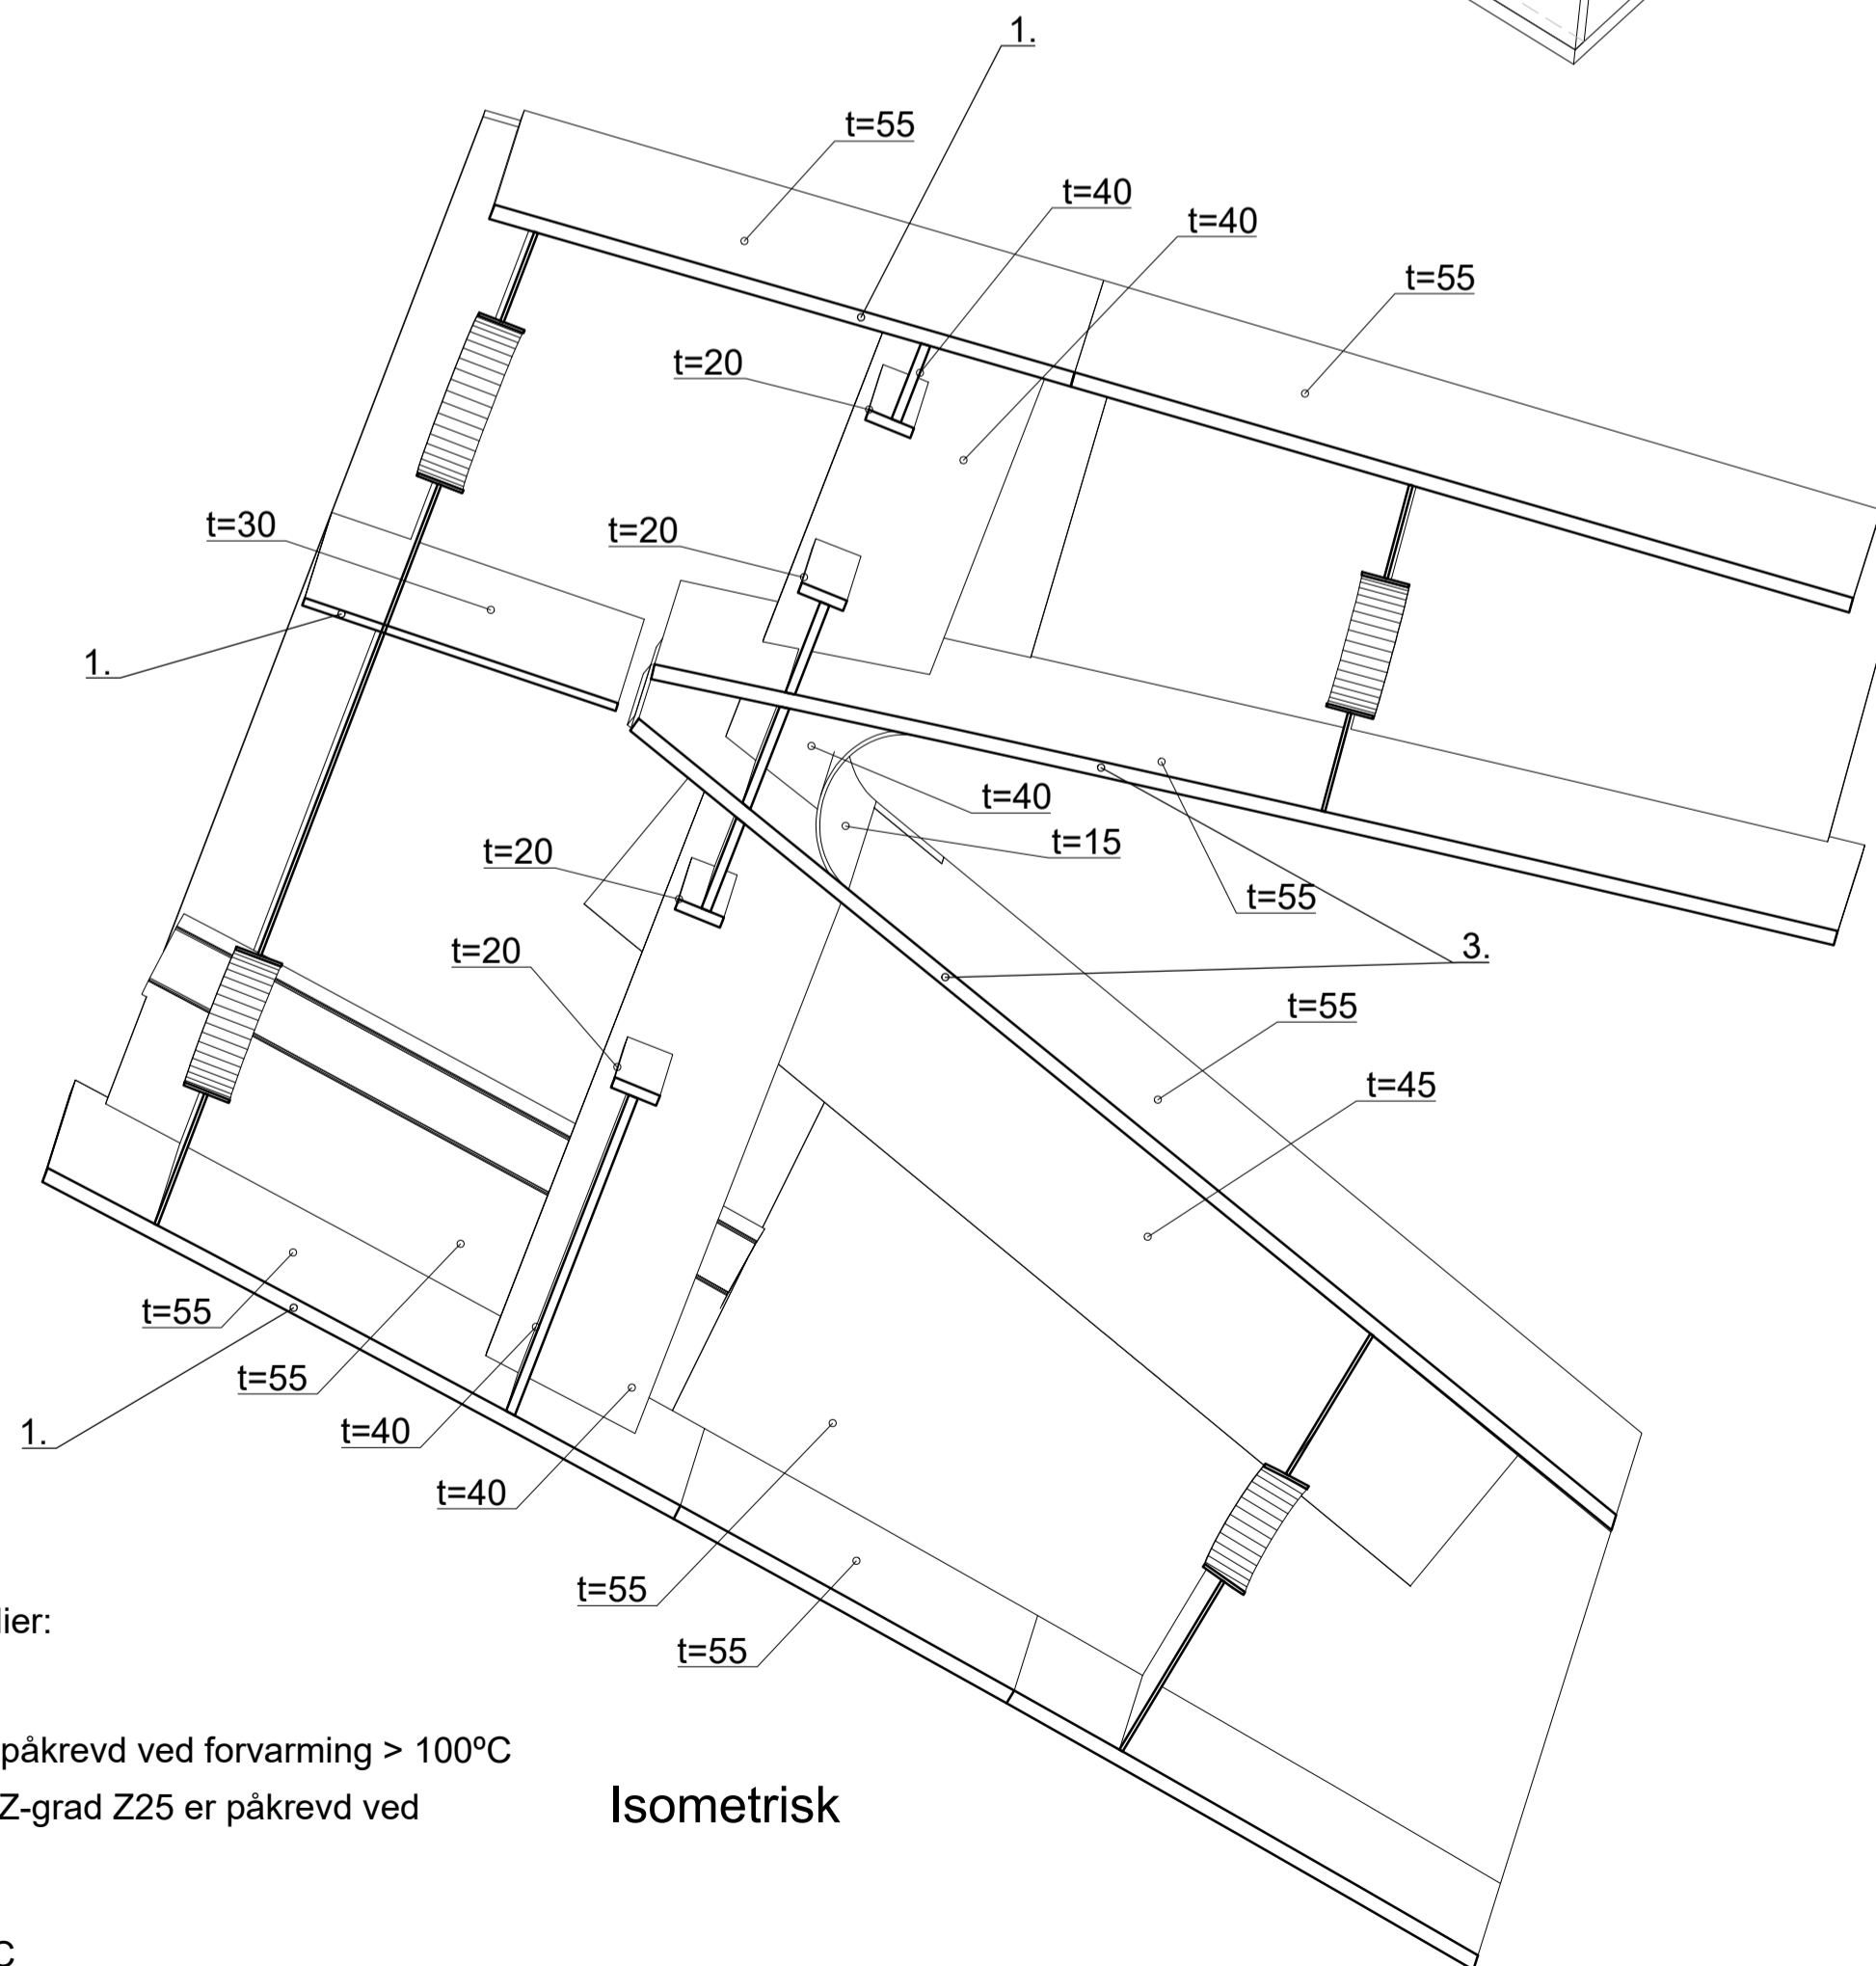 1.
t=55
t=40
t=40
t=55
t=20
t=30
t=20
1.
t=40
t=15
t=20
t=55
3.
t=20
t=55
t=45
t=55
t=55
1.
t=40
t=40
t=55
t=55
påkrevd ved forvarming > 100ºC
Z-grad Z25 er påkrevd ved
Isometrisk
C